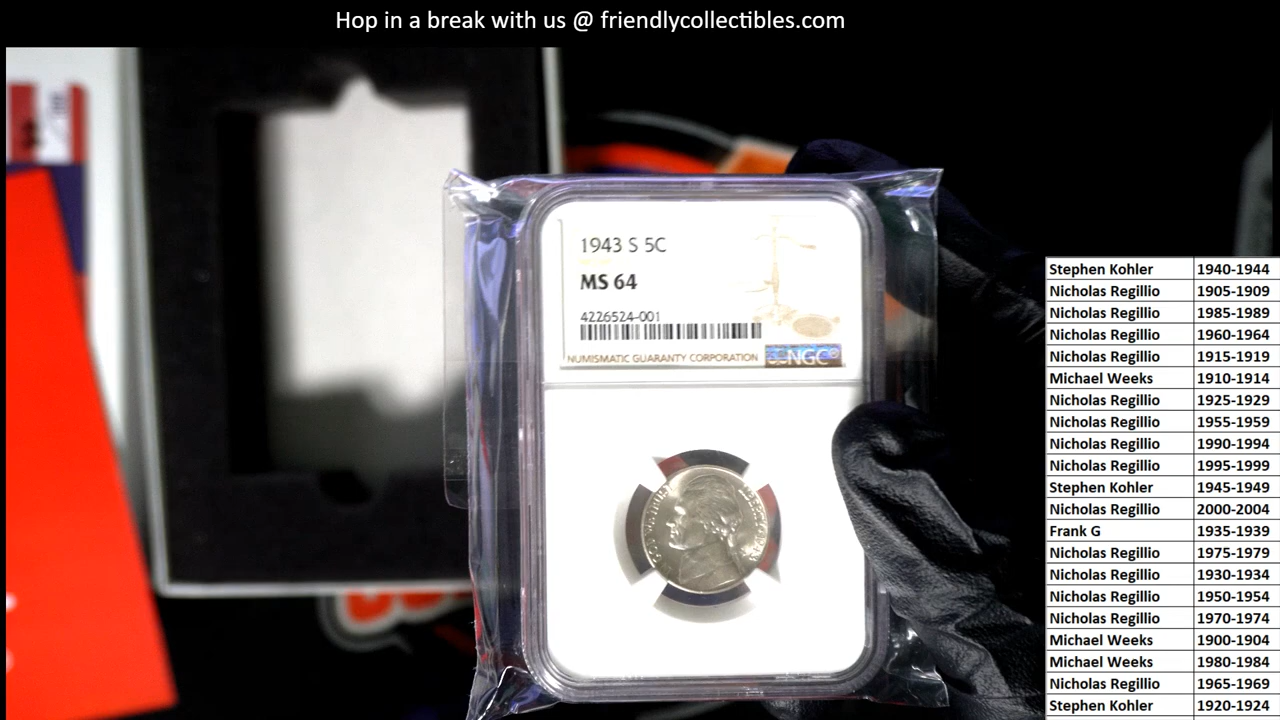 Hop in a break with us @ friendlycollectibles.com
1943 S 5C
MS 64
4226524-001
NUMISMATIC GUARANTY CORPORATION NGC®
Stephen Kohler 1940-1944
Nicholas Regillio 1905-1909
Nicholas Regillio 1985-1989
Nicholas Regillio 1960-1964
Nicholas Regillio 1915-1919
Michael Weeks 1910-1914
Nicholas Regillio 1925-1929
Nicholas Regillio 1955-1959
Nicholas Regillio 1990-1994
Nicholas Regillio 1995-1999
Stephen Kohler 1945-1949
Nicholas Regillio 2000-2004
Frank G 1935-1939
Nicholas Regillio 1975-1979
Nicholas Regillio 1930-1934
Nicholas Regillio 1950-1954
Nicholas Regillio 1970-1974
Michael Weeks 1900-1904
Michael Weeks 1980-1984
Nicholas Regillio 1965-1969
Stephen Kohler 1920-1924